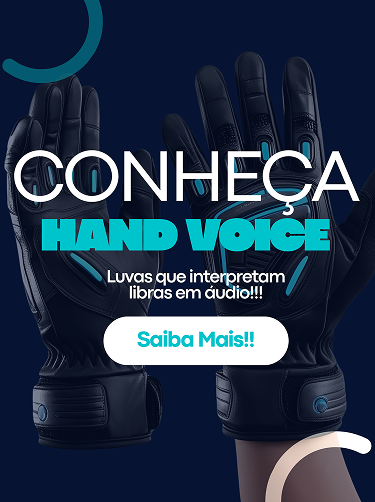 CONHEÇA
HAND VOICE
Luvas que interpretam
libras em áudio!!!
Saiba Mais!!